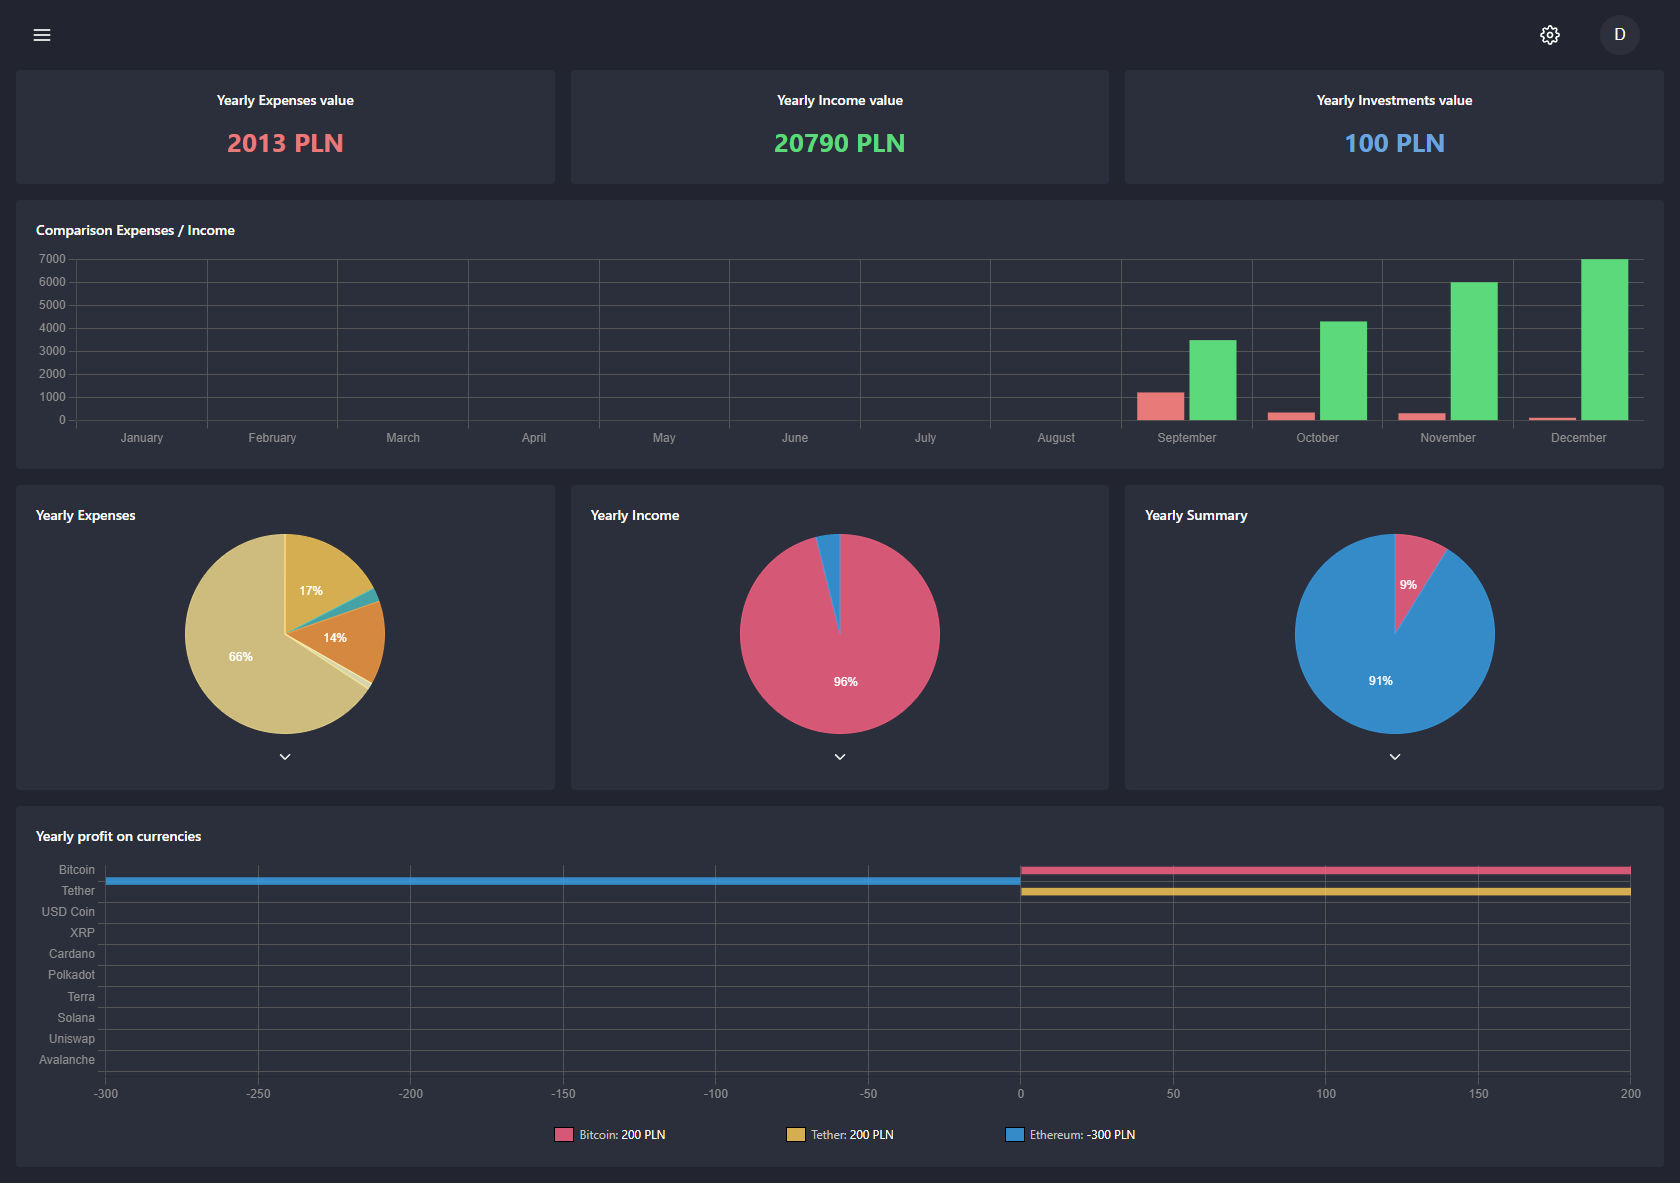 D
Yearly Expenses value
2013 PLN
Yearly Income value
20790 PLN
Yearly Investments value
100 PLN
Comparison Expenses / Income
7000
6000
5000
4000
3000
2000
1000
0
January February March April May June July August September October November December
Yearly Expenses
17%
14%
66%
Yearly Income
96%
Yearly Summary
9%
91%
Yearly profit on currencies
Bitcoin
Tether
USD Coin
XRP
Cardano
Polkadot
Terra
Solana
Uniswap
Avalanche
-300 -250 -200 -150 -100 -50 0 50 100 150 200
Bitcoin: 200 PLN Tether: 200 PLN Ethereum: -300 PLN